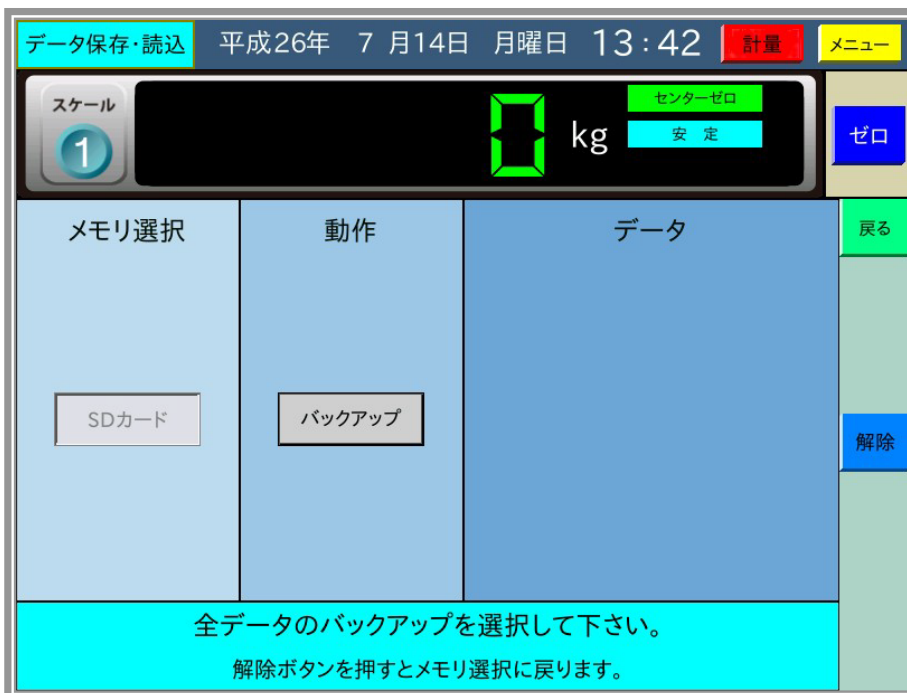 データ保存・読込 平成26年 7月14日 月曜日 13:42 計量 メニュー
スケール
1
0 kg
センターゼロ
安 定
ゼロ
メモリ選択 動作 データ
戻る
SDカード バックアップ
解除
全データのバックアップを選択して下さい。
解除ボタンを押すとメモリ選択に戻ります。